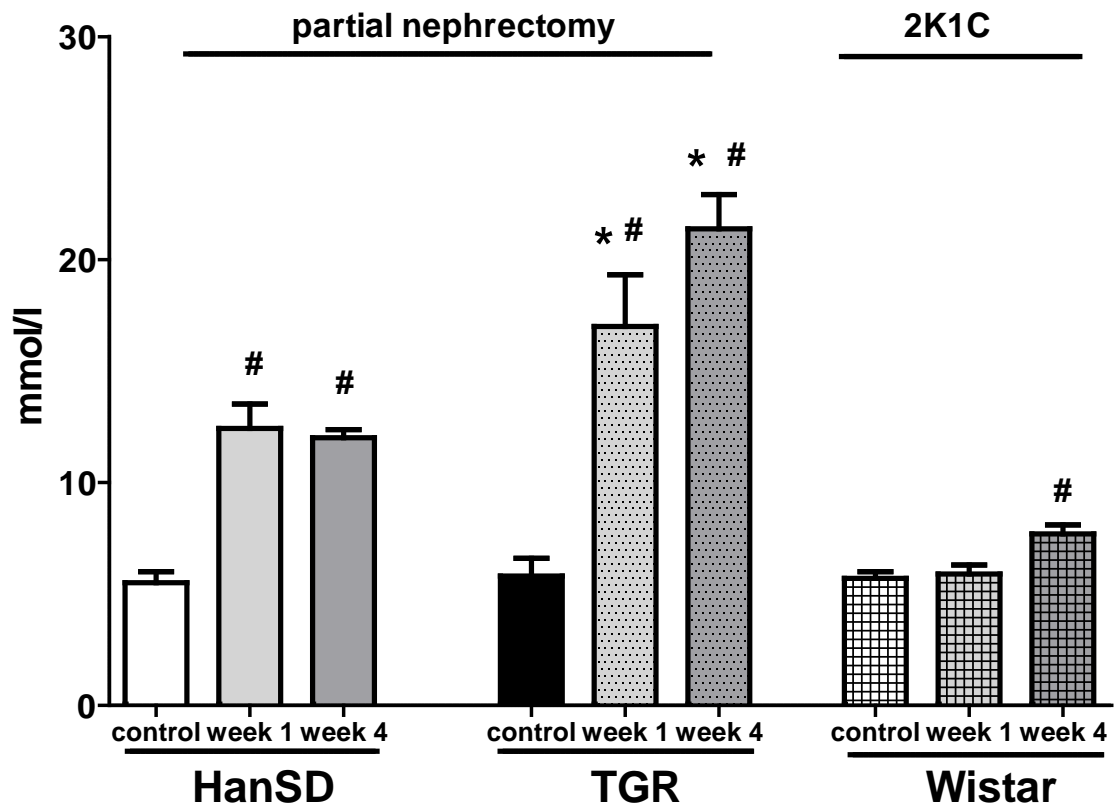 partial nephrectomy 2K1C
30
20
10
0
mmol/l
# # * # * # #
control week 1 week 4 control week 1 week 4 control week 1 week 4
HanSD TGR Wistar